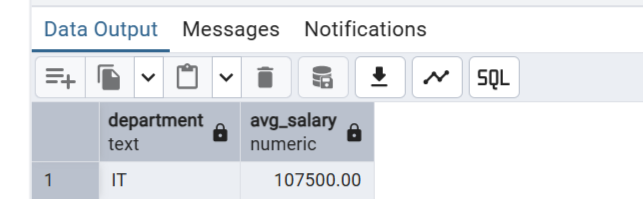 Data Output Messages Notifications
SQL
department avg_salary
text numeric
1 IT 107500.00